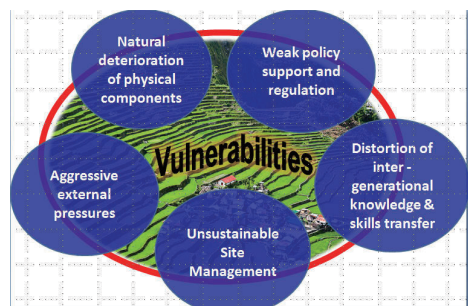 Natural
deterioration
of physical
components
Weak policy
support and
regulation
Vulnerabilities
Aggressive
external
pressures
Distortion of
inter -
generational
knowledge &
skills transfer
Unsustainable
Site
Management